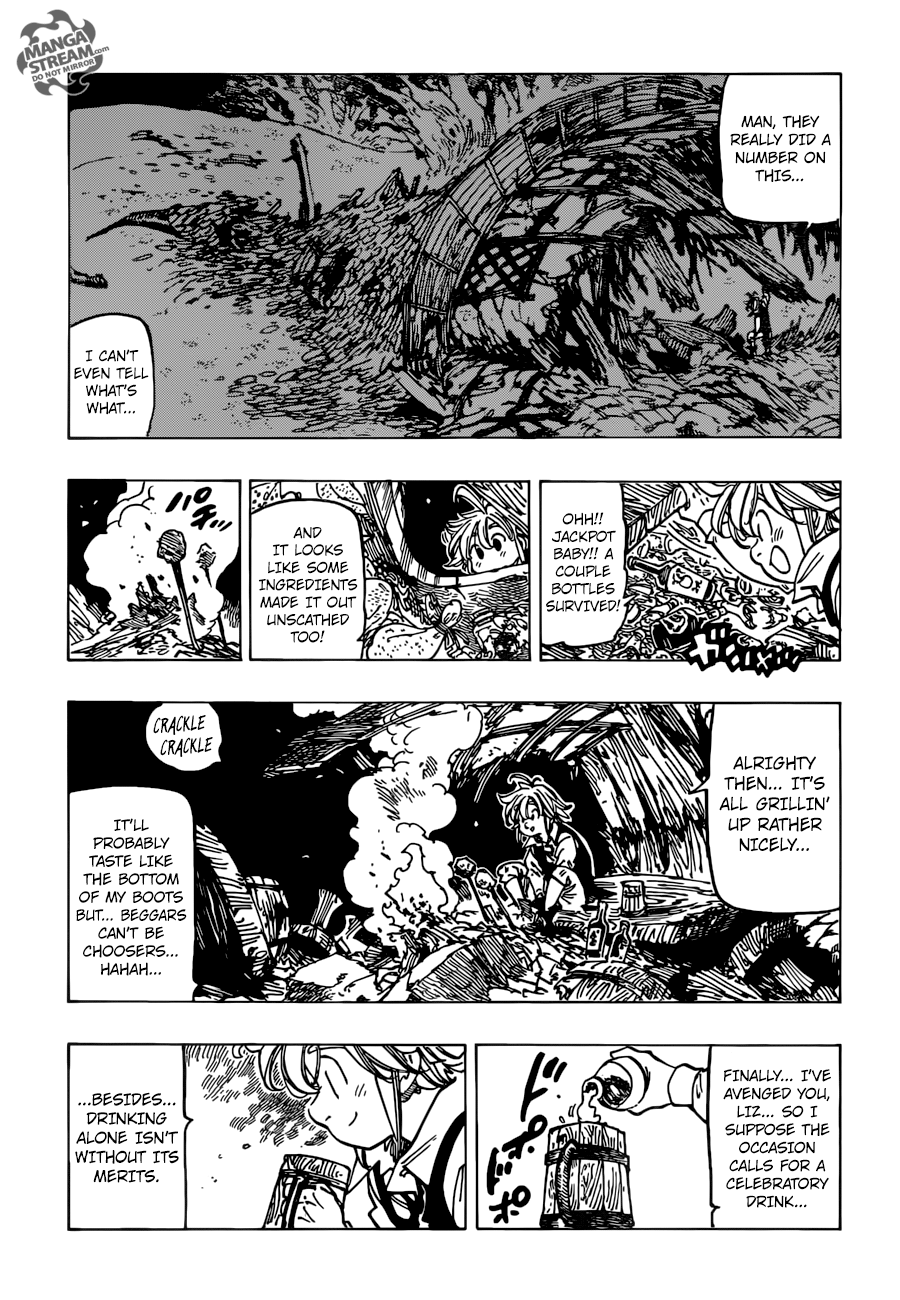 MANGA
STREAM.com
DO NOT MIRROR
MAN, THEY
REALLY DID A
NUMBER ON
THIS...
I CAN'T
EVEN TELL
WHAT'S
WHAT...
OHH!!
JACKPOT
BABY!! A
COUPLE
BOTTLES
SURVIVED!
AND
IT LOOKS
LIKE SOME
INGREDIENTS
MADE IT OUT
UNSCATHED
TOO!
パチッ
ALRIGHTY
THEN... IT'S
ALL GRILLIN'
UP RATHER
NICELY...
CRACKLE
CRACKLE
IT'LL
PROBABLY
TASTE LIKE
THE BOTTOM
OF MY BOOTS
BUT... BEGGARS
CAN'T BE
CHOOSERS...
HAHAH...
FINALLY... I'VE
AVENGED YOU,
LIZ... SO I
SUPPOSE THE
OCCASION
CALLS FOR A
CELEBRATORY
DRINK...
...BESIDES...
DRINKING
ALONE ISN'T
WITHOUT ITS
MERITS.